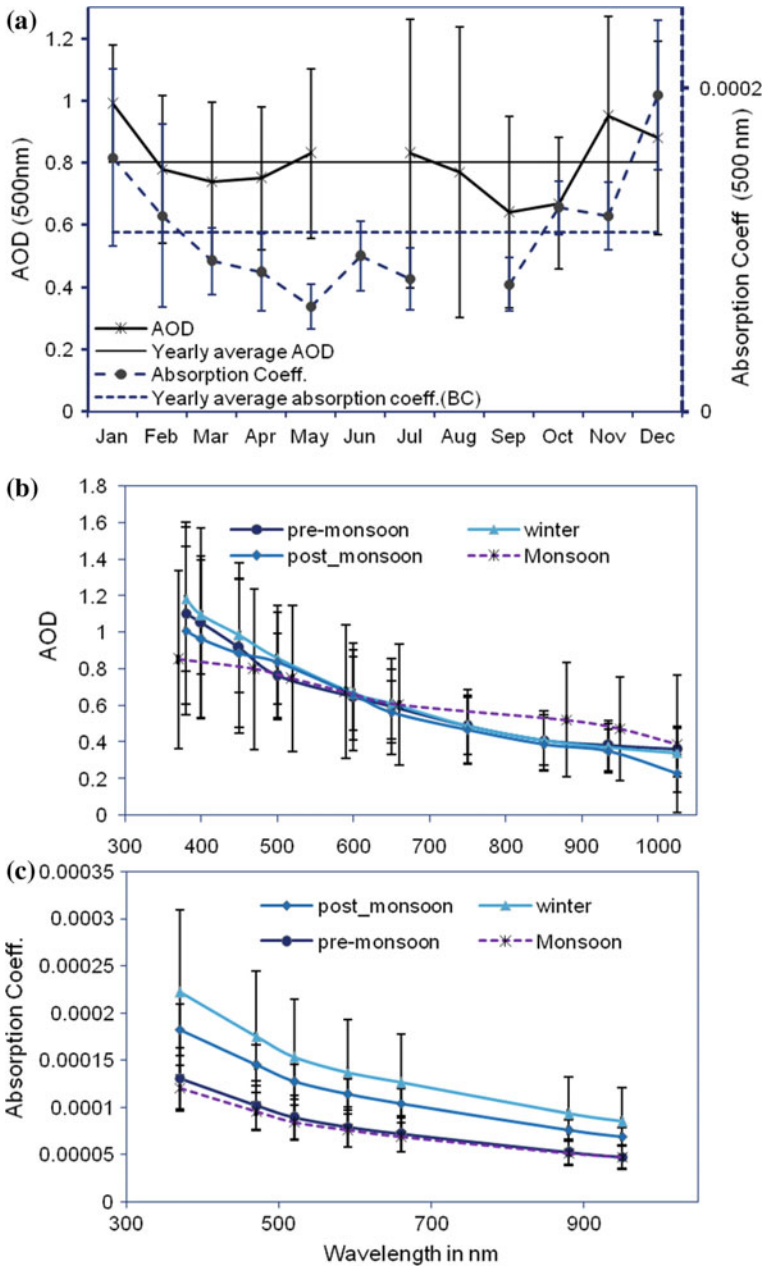 (a)
1.2
1
0.8
0.6
0.4
0.2
0
AOD (500nm)
0.0002
0
Absorption Coeff (500 nm)
AOD
Yearly average AOD
Absorption Coeff.
Yearly average absorption coeff.(BC)
Jan Feb Mar Apr May Jun Jul Aug Sep Oct Nov Dec
(b)
1.8
1.6
1.4
1.2
1
0.8
0.6
0.4
0.2
0
AOD
pre-monsoon winter
post_monsoon Monsoon
300 400 500 600 700 800 900 1000
(c)
0.00035
0.0003
0.00025
0.0002
0.00015
0.0001
0.00005
0
Absorption Coeff.
post_monsoon winter
pre-monsoon Monsoon
300 500 700 900
Wavelength in nm